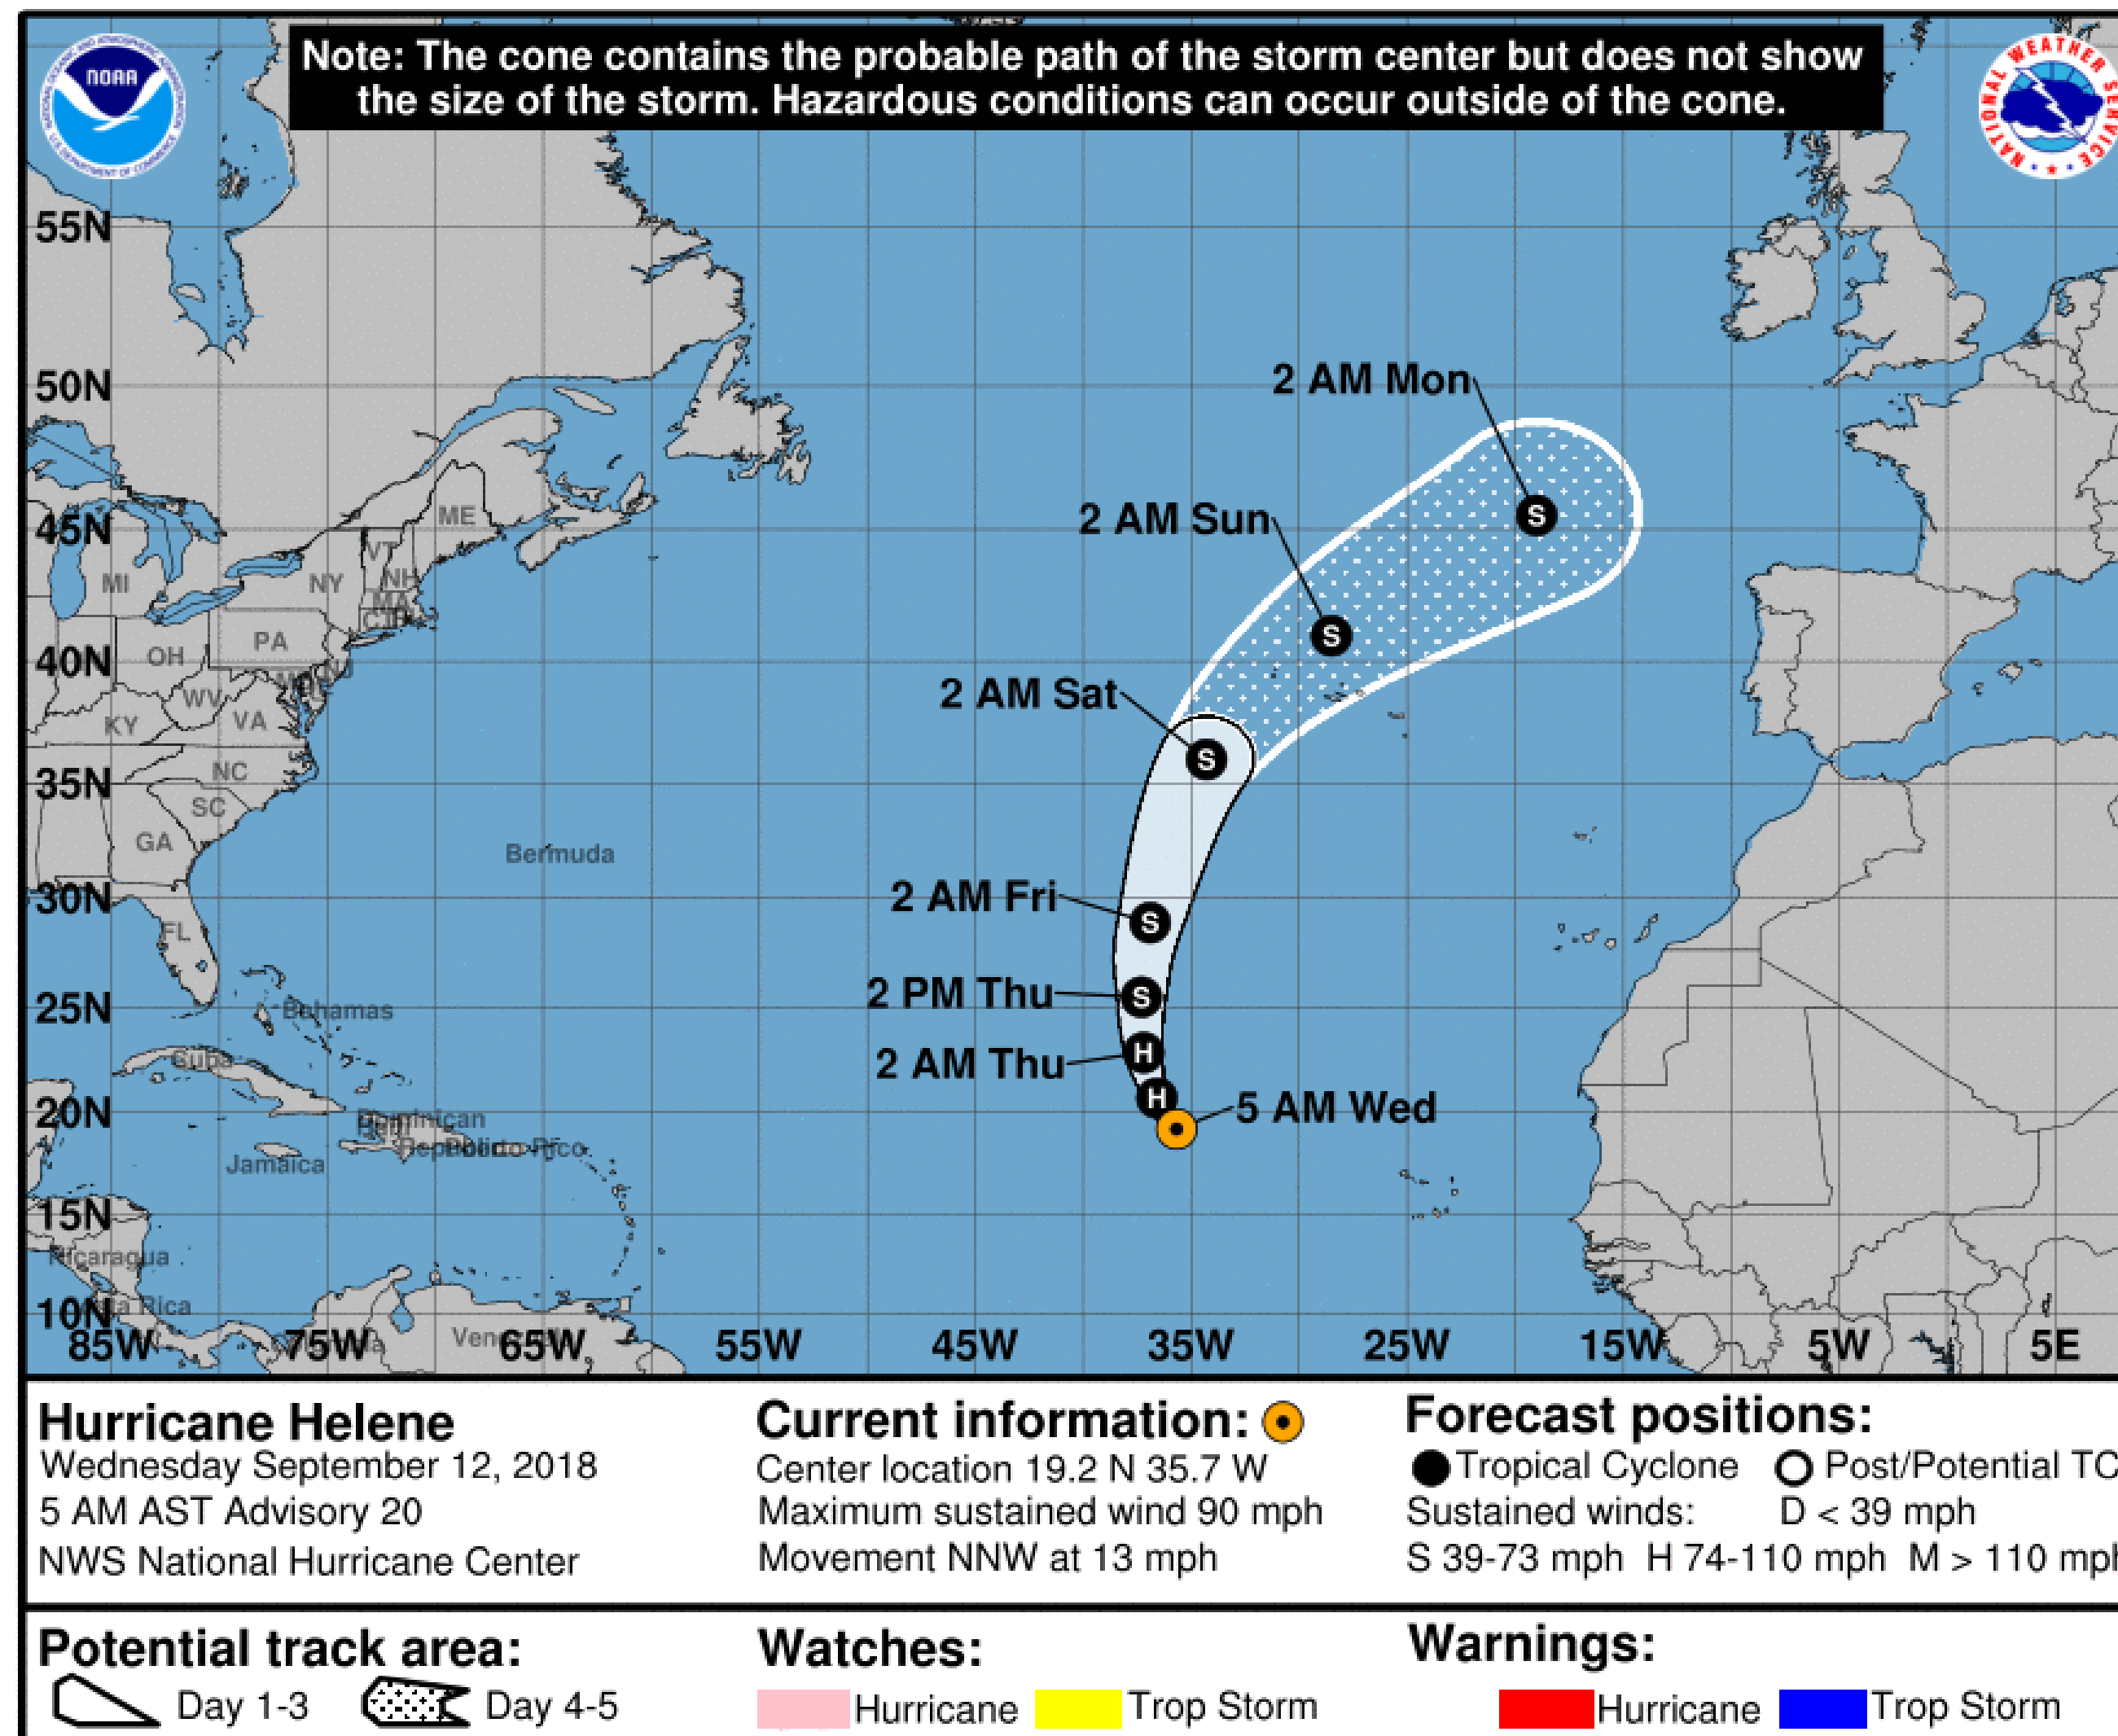 Note: The cone contains the probable path of the storm center but does not show
the size of the storm. Hazardous conditions can occur outside of the cone.
NOAA
NATIONAL WEATHER SERVICE
55N
50N
45N
40N
35N
30N
25N
20N
15N
10N
85W
75W
65W
55W
45W
35W
25W
15W
5W
5E
2 AM Mon
2 AM Sun
2 AM Sat
2 AM Fri
2 PM Thu
2 AM Thu
5 AM Wed
S
S
S
S
S
H
H
ME
VT
NH
MA
NY
MI
PA
OH
WV
VA
KY
NC
SC
GA
FL
Bermuda
Bahamas
Cuba
Dominican
Jamaica
Puerto Rico
Nicaragua
Hurricane Helene
Wednesday September 12, 2018
5 AM AST Advisory 20
NWS National Hurricane Center
Current information:
Center location 19.2 N 35.7 W
Maximum sustained wind 90 mph
Movement NNW at 13 mph
Forecast positions:
Tropical Cyclone Post/Potential TC
Sustained winds: D < 39 mph
S 39-73 mph H 74-110 mph M > 110 mph
Potential track area:
Day 1-3 Day 4-5
Watches:
Hurricane Trop Storm
Warnings:
Hurricane Trop Storm